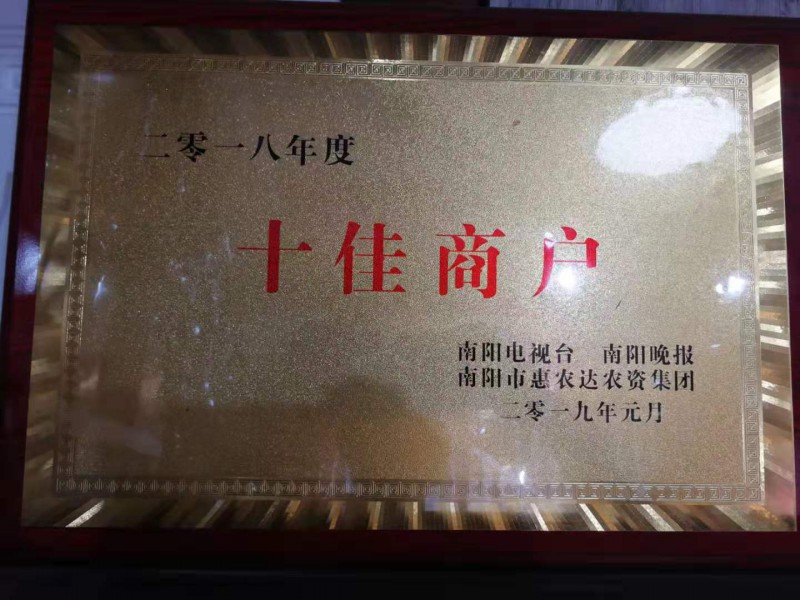 二零一八年度
十佳商户
南阳电视台 南阳晚报
南阳市惠农达农资集团
二零一九年元月